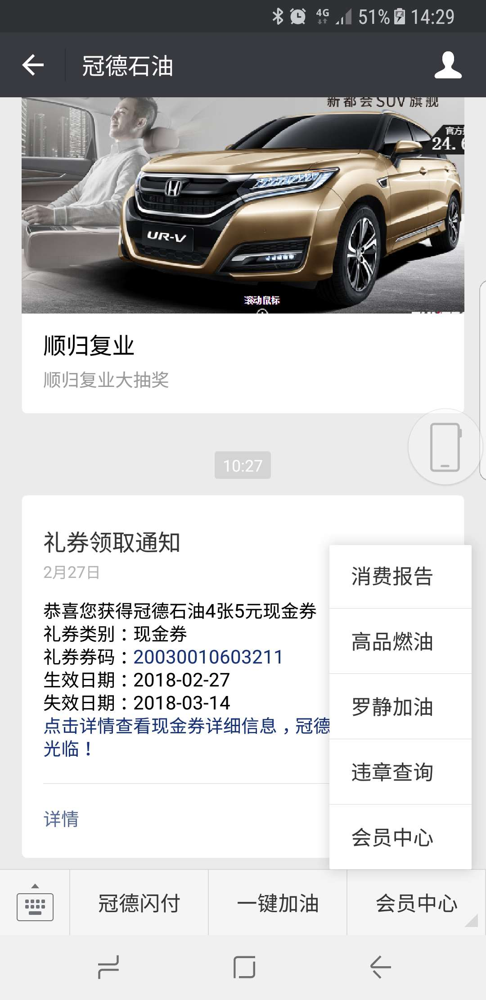 4G 51% 14:29
冠德石油
新都会SUV旗舰
官方
24.
UR-V
滚动鼠标
顺归复业
顺归复业大抽奖
10:27
礼券领取通知
2月27日
恭喜您获得冠德石油4张5元现金券
礼券类别：现金券
礼券券码：20030010603211
生效日期：2018-02-27
失效日期：2018-03-14
点击详情查看现金券详细信息，冠德
光临！
详情
消费报告
高品燃油
罗静加油
违章查询
会员中心
冠德闪付
一键加油
会员中心